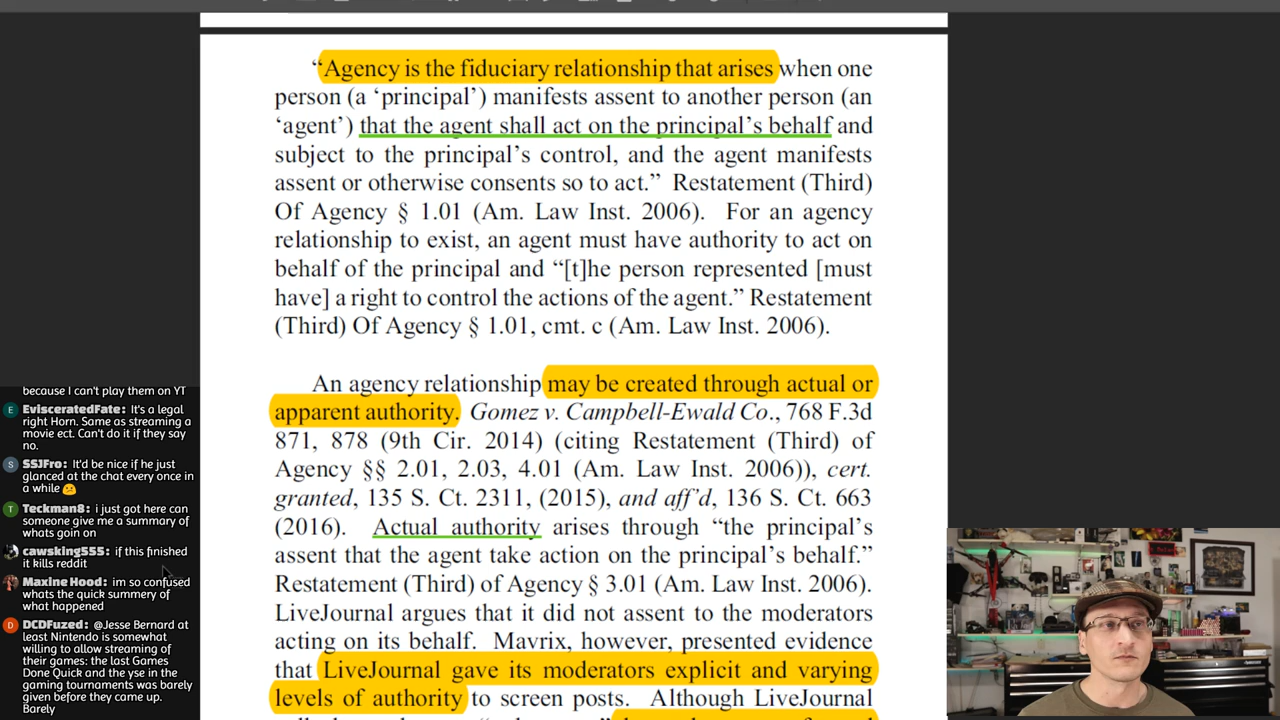 “Agency is the fiduciary relationship that arises when one
person (a ‘principal’) manifests assent to another person (an
‘agent’) that the agent shall act on the principal’s behalf and
subject to the principal’s control, and the agent manifests
assent or otherwise consents so to act.” Restatement (Third)
Of Agency § 1.01 (Am. Law Inst. 2006). For an agency
relationship to exist, an agent must have authority to act on
behalf of the principal and “[t]he person represented [must
have] a right to control the actions of the agent.” Restatement
(Third) Of Agency § 1.01, cmt. c (Am. Law Inst. 2006).
An agency relationship may be created through actual or
apparent authority. Gomez v. Campbell-Ewald Co., 768 F.3d
871, 878 (9th Cir. 2014) (citing Restatement (Third) of
Agency §§ 2.01, 2.03, 4.01 (Am. Law Inst. 2006)), cert.
granted, 135 S. Ct. 2311, (2015), and aff’d, 136 S. Ct. 663
(2016). Actual authority arises through “the principal’s
assent that the agent take action on the principal’s behalf.”
Restatement (Third) of Agency § 3.01 (Am. Law Inst. 2006).
LiveJournal argues that it did not assent to the moderators
acting on its behalf. Mavrix, however, presented evidence
that LiveJournal gave its moderators explicit and varying
levels of authority to screen posts. Although LiveJournal
because I can't play them on YT
E EvisceratedFate: It's a legal
right Horn. Same as streaming a
movie ect. Can't do it if they say
no.
S SSJFro: It'd be nice if he just
glanced at the chat every once in
a while
T Teckman8: i just got here can
someone give me a summary of
whats goin on
cawsking555: if this finished
it kills reddit
Maxine Hood: im so confused
whats the quick summery of
what happened
D DCDFuzed: @Jesse Bernard at
least Nintendo is somewhat
willing to allow streaming of
their games: the last Games
Done Quick and the yse in the
gaming tournaments was barely
given before they came up.
Barely